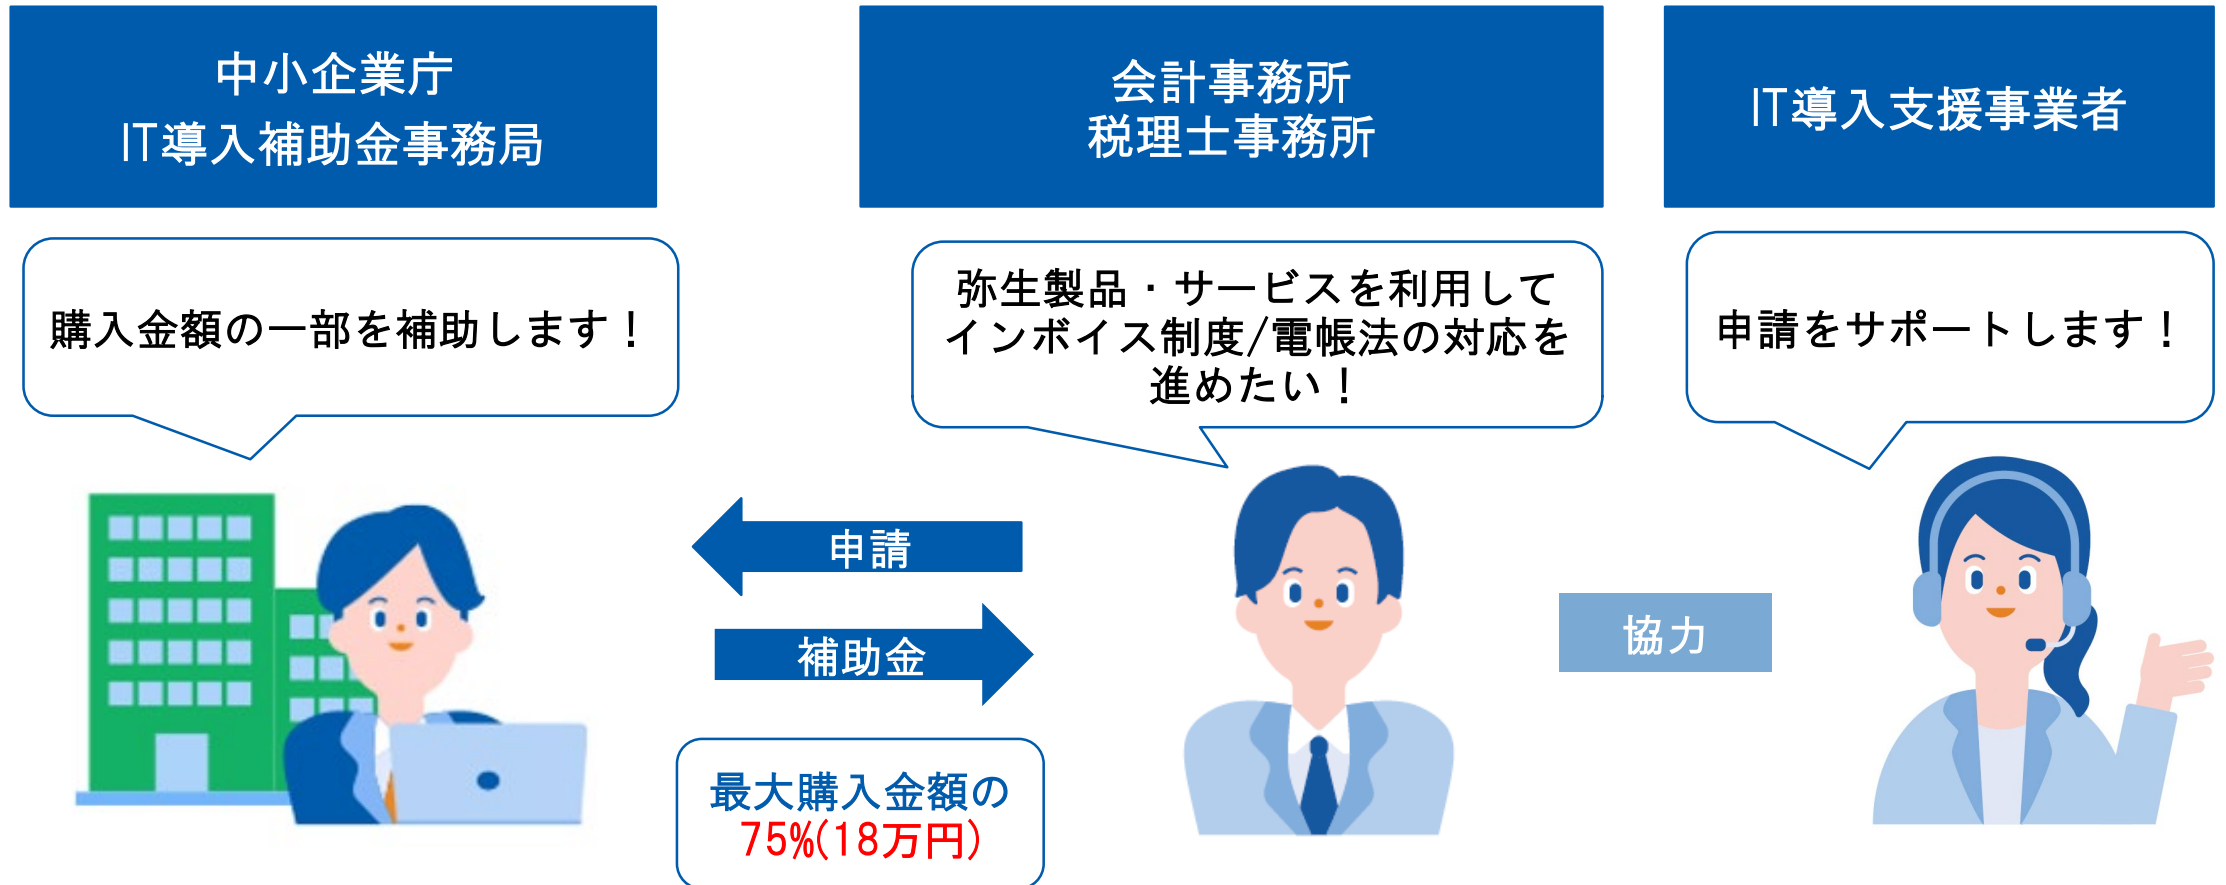 中小企業庁
IT導入補助金事務局
会計事務所
税理士事務所
IT導入支援事業者
購入金額の一部を補助します！
弥生製品・サービスを利用して
インボイス制度/電帳法の対応を
進めたい！
申請をサポートします！
申請
補助金
協力
最大購入金額の
75%(18万円)